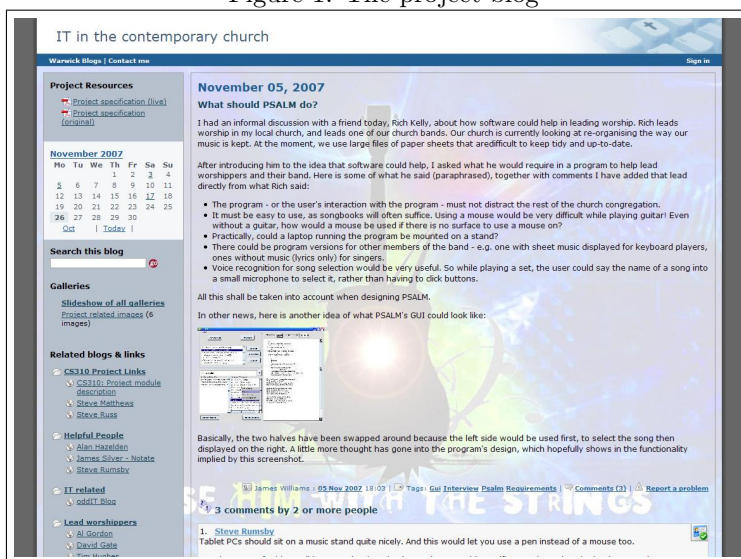 Figure 1: The project blog
IT in the contemporary church
Warwick Blogs | Contact me
Sign in
Project Resources
Project specification (live)
Project specification
(original)
November 2007
Mo Tu We Th Fr Sa Su
1 2 3 4
5 6 7 8 9 10 11
12 13 14 15 16 17 18
19 20 21 22 23 24 25
26 27 28 29 30
Oct | Today |
Search this blog
Galleries
Slideshow of all galleries
Project related images (6
images)
Related blogs & links
CS310 Project Links
CS310: Project module
description
Steve Matthews
Steve Russ
Helpful People
Alan Hazelden
James Silver - Notate
Steve Rumsby
IT related
oddIT Blog
Lead worshippers
Al Gordon
David Gate
Tim Hughes
November 05, 2007
What should PSALM do?
I had an informal discussion with a friend today, Rich Kelly, about how software could help in leading worship. Rich leads
worship in my local church, and leads one of our church bands. Our church is currently looking at re-organising the way our
music is kept. At the moment, we use large files of paper sheets that aredifficult to keep tidy and up-to-date.
After introducing him to the idea that software could help, I asked what he would require in a program to help lead
worshippers and their band. Here is some of what he said (paraphrased), together with comments I have added that lead
directly from what Rich said:
• The program - or the user's interaction with the program - must not distract the rest of the church congregation.
• It must be easy to use, as songbooks will often suffice. Using a mouse would be very difficult while playing guitar! Even
without a guitar, how would a mouse be used if there is no surface to use a mouse on?
• Practically, could a laptop running the program be mounted on a stand?
• There could be program versions for other members of the band - e.g. one with sheet music displayed for keyboard players,
ones without music (lyrics only) for singers.
• Voice recognition for song selection would be very useful. So while playing a set, the user could say the name of a song into
a small microphone to select it, rather than having to click buttons.
All this shall be taken into account when designing PSALM.
In other news, here is another idea of what PSALM's GUI could look like:
Basically, the two halves have been swapped around because the left side would be used first, to select the song then
displayed on the right. A little more thought has gone into the program's design, which hopefully shows in the functionality
implied by this screenshot.
James Williams : 05 Nov 2007 18:03 | Tags: Gui Interview Psalm Requirements | Comments (3) | Report a problem
SE HIM WITH THE STRINGS
3 comments by 2 or more people
1. Steve Rumsby
Tablet PCs should sit on a music stand quite nicely. And this would let you use a pen instead of a mouse too.